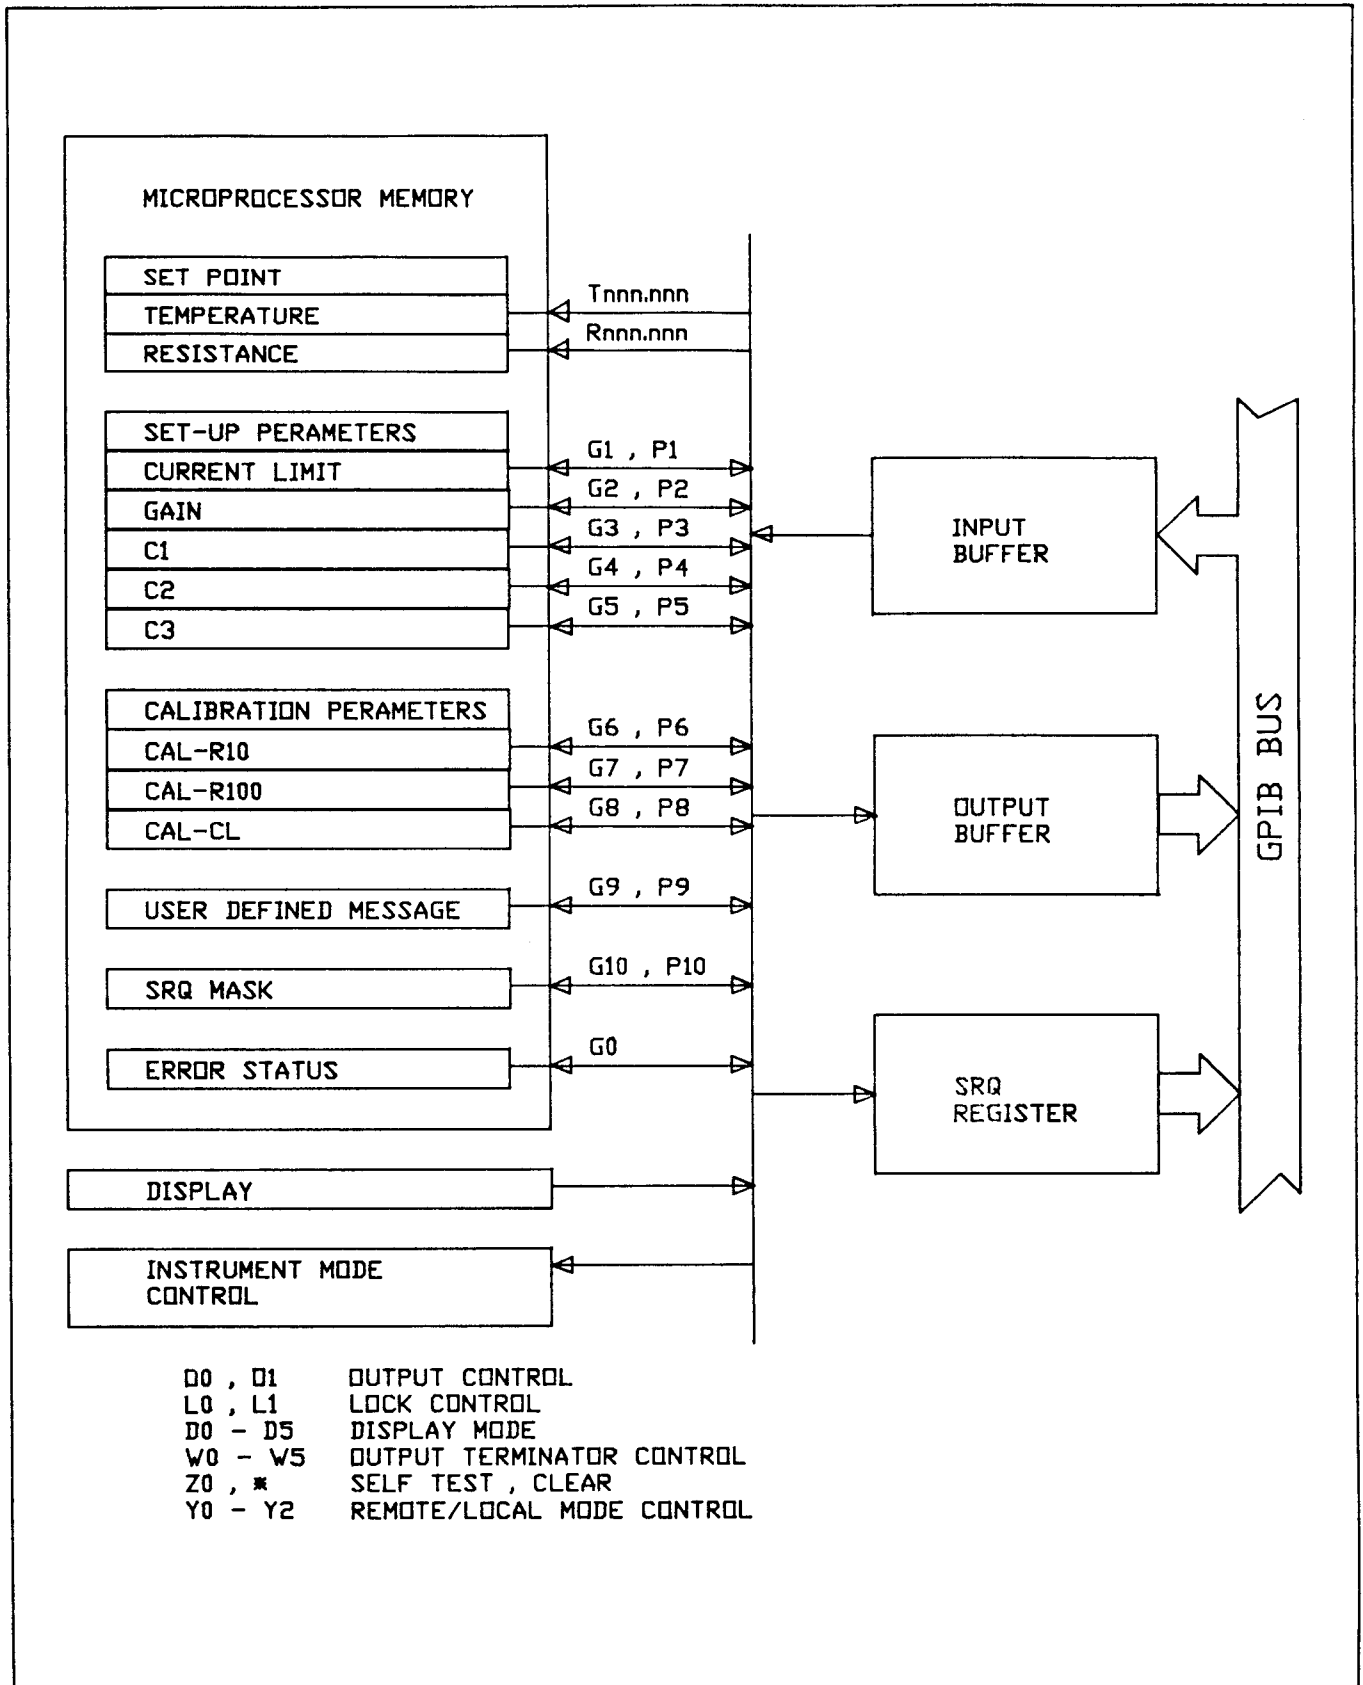 MICROPROCESSOR MEMORY
SET POINT
TEMPERATURE
RESISTANCE
Tnnn.nnn
Rnnn.nnn
SET-UP PERAMETERS
CURRENT LIMIT
GAIN
C1
C2
C3
G1 , P1
G2 , P2
G3 , P3
G4 , P4
G5 , P5
CALIBRATION PERAMETERS
CAL-R10
CAL-R100
CAL-CL
G6 , P6
G7 , P7
G8 , P8
USER DEFINED MESSAGE
G9 , P9
SRQ MASK
G10 , P10
ERROR STATUS
G0
DISPLAY
INSTRUMENT MODE
CONTROL
INPUT
BUFFER
OUTPUT
BUFFER
SRQ
REGISTER
GPIB BUS
O0 , O1 OUTPUT CONTROL
L0 , L1 LOCK CONTROL
D0 - D5 DISPLAY MODE
W0 - W5 OUTPUT TERMINATOR CONTROL
Z0 , * SELF TEST , CLEAR
Y0 - Y2 REMOTE/LOCAL MODE CONTROL